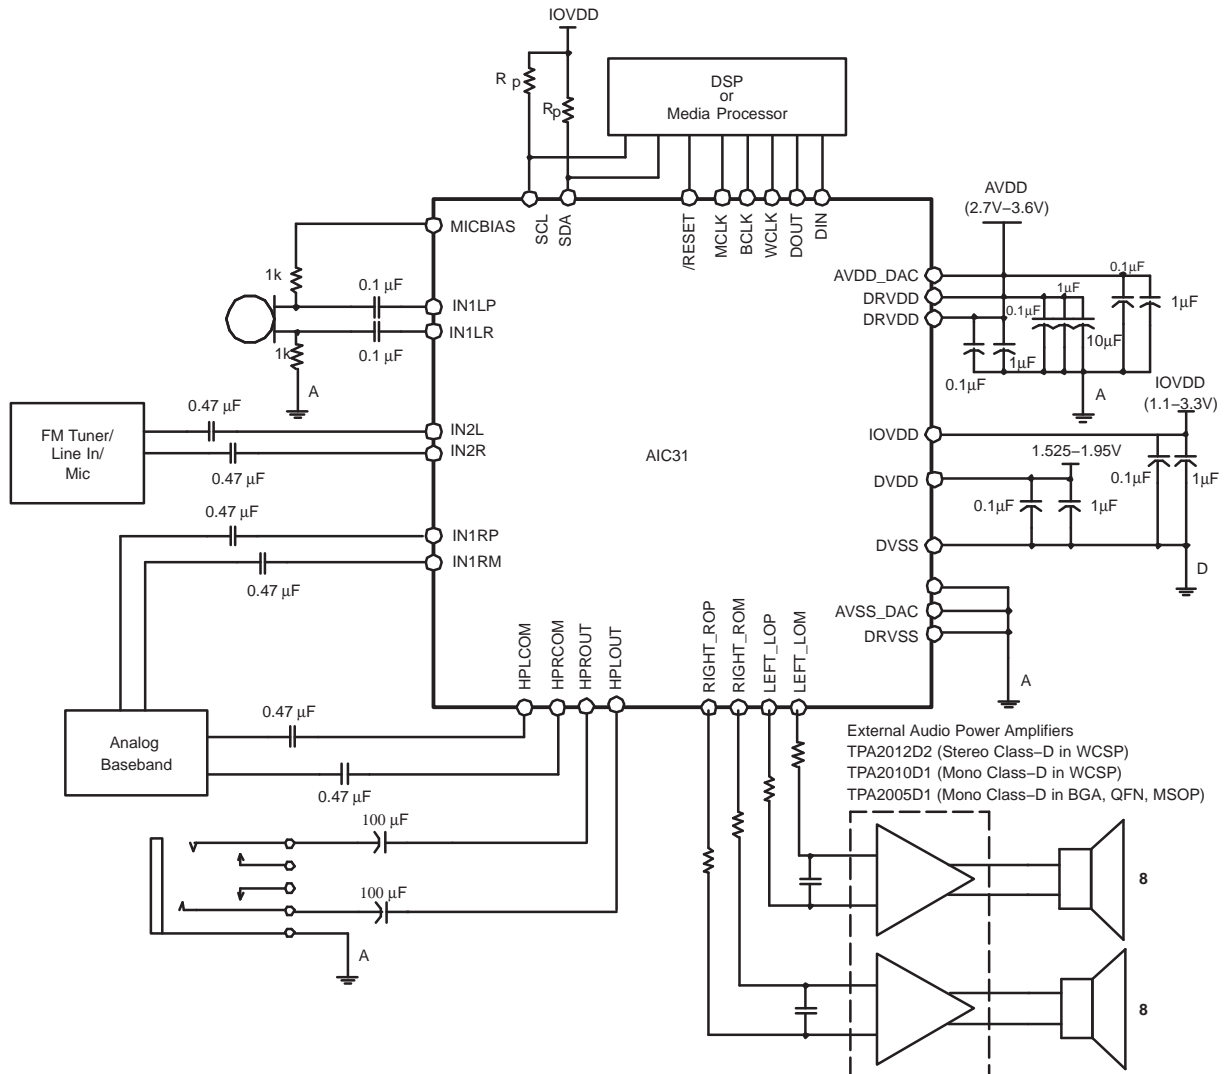 IOVDD
R p
Rp
DSP
or
Media Processor
AVDD
(2.7V–3.6V)
MICBIAS
SCL
SDA
/RESET
MCLK
BCLK
WCLK
DOUT
DIN
1k
0.1 µF
IN1LP
IN1LR
1k
0.1 µF
A
AVDD_DAC
DRVDD
DRVDD
0.1µF
1µF
0.1µF
1µF
10µF
0.1µF
1µF
A
IOVDD
(1.1–3.3V)
FM Tuner/
Line In/
Mic
0.47 µF
0.47 µF
IN2L
IN2R
AIC31
IOVDD
1.525–1.95V
DVDD
0.1µF
1µF
0.1µF
1µF
0.47 µF
IN1RP
IN1RM
0.47 µF
DVSS
D
AVSS_DAC
DRVSS
A
HPLCOM
HPRCOM
HPROUT
HPLOUT
RIGHT_ROP
RIGHT_ROM
LEFT_LOP
LEFT_LOM
Analog
Baseband
0.47 µF
0.47 µF
External Audio Power Amplifiers
TPA2012D2 (Stereo Class–D in WCSP)
TPA2010D1 (Mono Class–D in WCSP)
TPA2005D1 (Mono Class–D in BGA, QFN, MSOP)
100 µF
100 µF
A
8
8